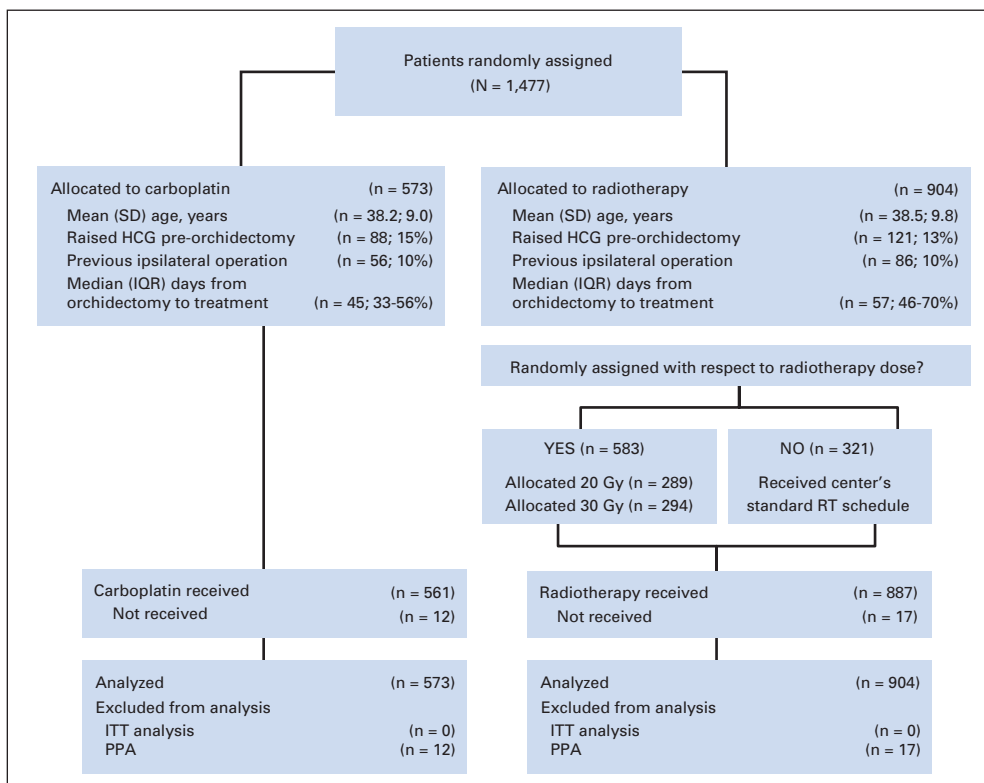 Patients randomly assigned
(N = 1,477)
Allocated to carboplatin (n = 573)
Mean (SD) age, years (n = 38.2; 9.0)
Raised HCG pre-orchidectomy (n = 88; 15%)
Previous ipsilateral operation (n = 56; 10%)
Median (IQR) days from
orchidectomy to treatment (n = 45; 33-56%)
Allocated to radiotherapy (n = 904)
Mean (SD) age, years (n = 38.5; 9.8)
Raised HCG pre-orchidectomy (n = 121; 13%)
Previous ipsilateral operation (n = 86; 10%)
Median (IQR) days from
orchidectomy to treatment (n = 57; 46-70%)
Randomly assigned with respect to radiotherapy dose?
YES (n = 583)
Allocated 20 Gy (n = 289)
Allocated 30 Gy (n = 294)
NO (n = 321)
Received center's
standard RT schedule
Carboplatin received (n = 561)
Not received (n = 12)
Radiotherapy received (n = 887)
Not received (n = 17)
Analyzed (n = 573)
Excluded from analysis
ITT analysis (n = 0)
PPA (n = 12)
Analyzed (n = 904)
Excluded from analysis
ITT analysis (n = 0)
PPA (n = 17)